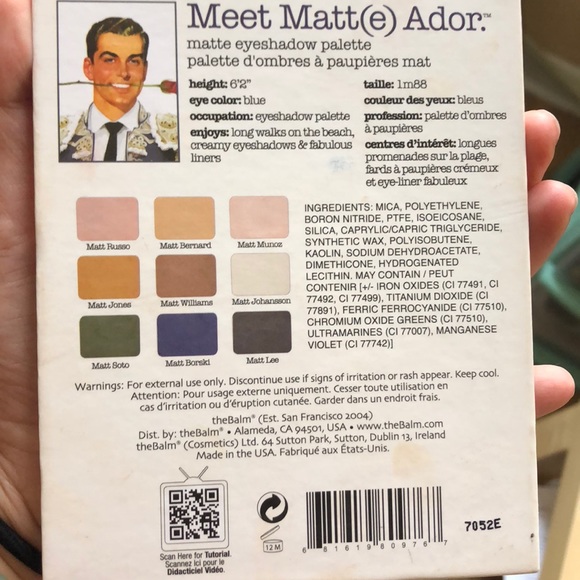 Meet Matt(e) Ador.™
matte eyeshadow palette
palette d'ombres à paupières mat
height: 6'2"
eye color: blue
occupation: eyeshadow palette
enjoys: long walks on the beach,
creamy eyeshadows & fabulous
liners
taille: 1m88
couleur des yeux: bleus
profession: palette d'ombres
à paupières
centres d'intérêt: longues
promenades sur la plage,
fards à paupières crémeux
et eye-liner fabuleux
Matt Russo
Matt Bernard
Matt Munoz
Matt Jones
Matt Williams
Matt Johansson
Matt Soto
Matt Borski
Matt Lee
INGREDIENTS: MICA, POLYETHYLENE,
BORON NITRIDE, PTFE, ISOEICOSANE,
SILICA, CAPRYLIC/CAPRIC TRIGLYCERIDE,
SYNTHETIC WAX, POLYISOBUTENE,
KAOLIN, SODIUM DEHYDROACETATE,
DIMETHICONE, HYDROGENATED
LECITHIN. MAY CONTAIN / PEUT
CONTENIR [+/- IRON OXIDES (CI 77491, CI
77492, CI 77499), TITANIUM DIOXIDE (CI
77891), FERRIC FERROCYANIDE (CI 77510),
CHROMIUM OXIDE GREENS (CI 77510),
ULTRAMARINES (CI 77007), MANGANESE
VIOLET (CI 77742)]
Warnings: For external use only. Discontinue use if signs of irritation or rash appear. Keep cool.
Attention: Pour usage externe uniquement. Cesser toute utilisation en
cas d'irritation ou d'éruption cutanée. Garder dans un endroit frais.
theBalm® (Est. San Francisco 2004)
Dist. by: theBalm® • Alameda, CA 94501, USA • www.theBalm.com
theBalm® (Cosmetics) Ltd. 64 Sutton Park, Sutton, Dublin 13, Ireland
Made in the USA. Fabriqué aux États-Unis.
Scan Here for Tutorial.
Scannez ici pour le
Didacticiel Vidéo.
12 M
6 81619 80976 7
7052E